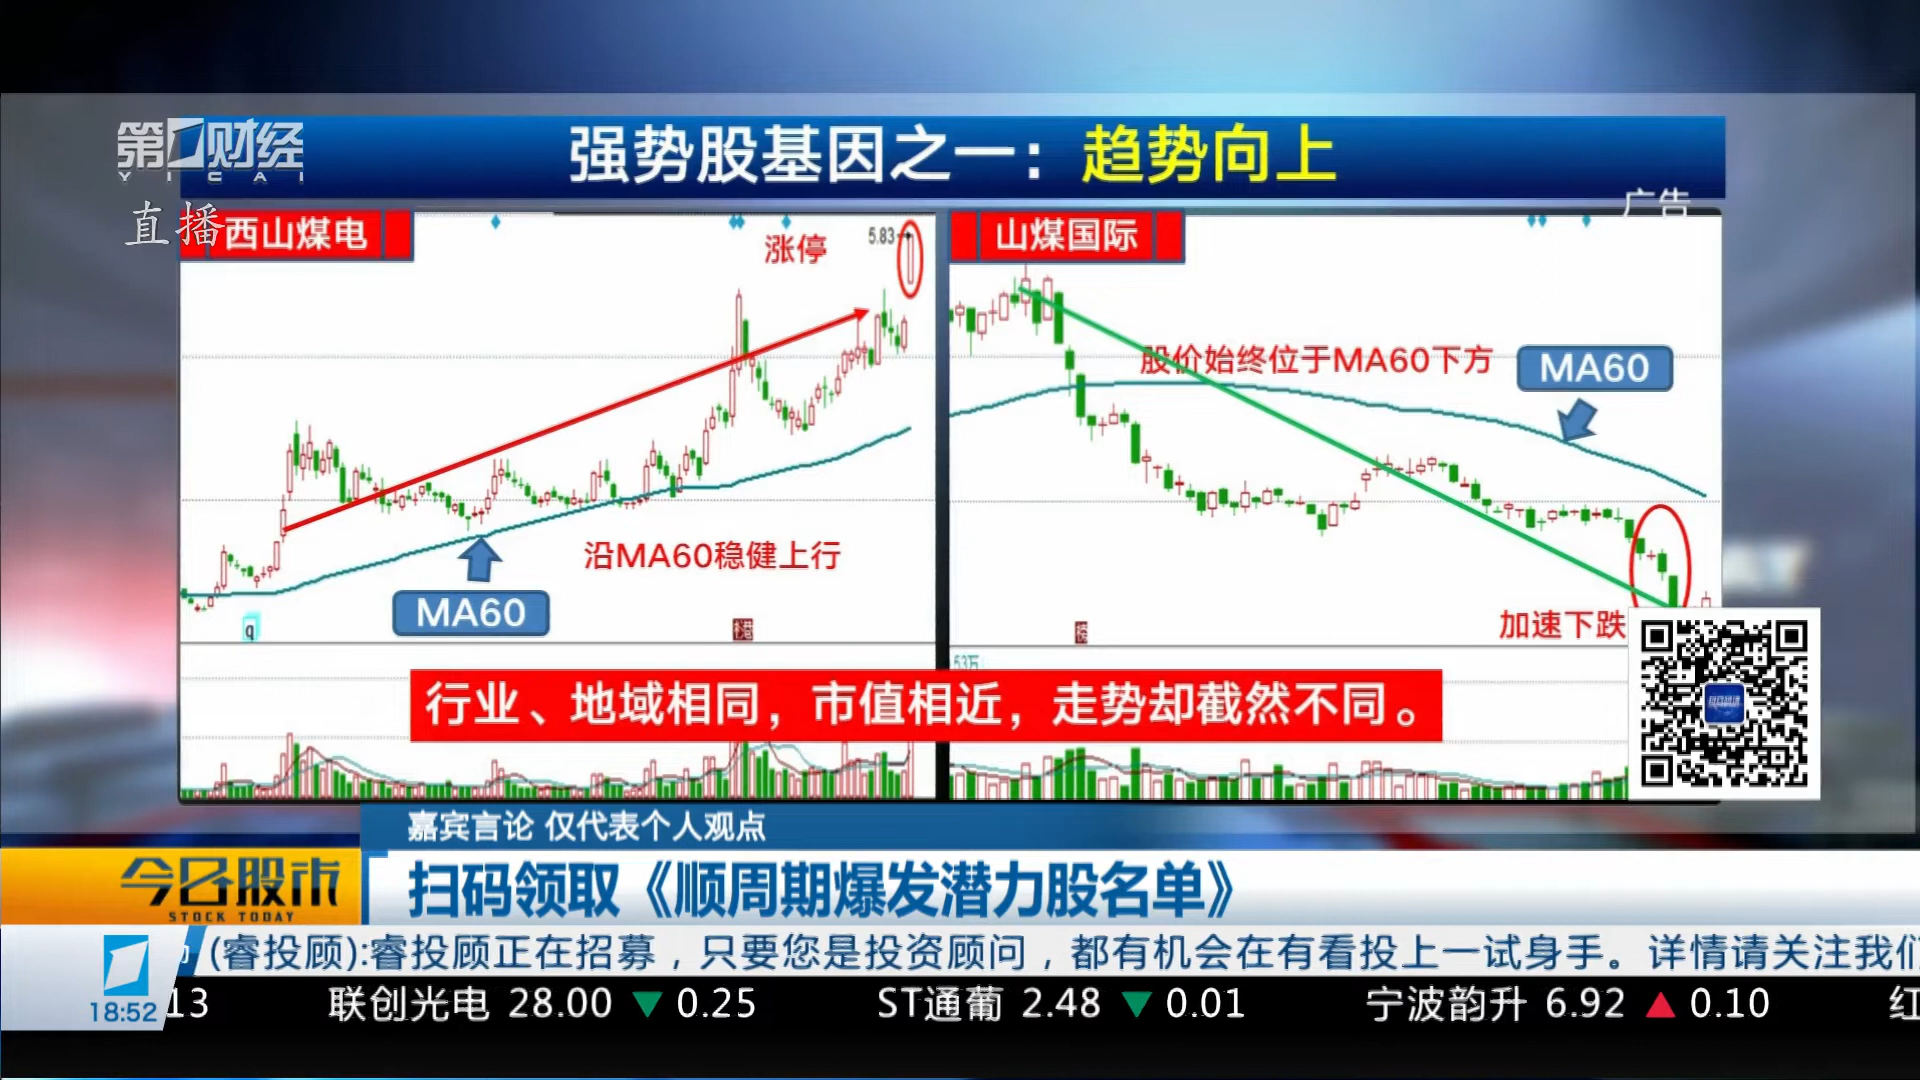 第1财经
YICAI
直播
强势股基因之一：趋势向上
广告
西山煤电
涨停
5.83
沿MA60稳健上行
MA60
q
山煤国际
股价始终位于MA60下方
MA60
加速下跌
53万
行业、地域相同，市值相近，走势却截然不同。
嘉宾言论 仅代表个人观点
今日股市
STOCK TODAY
扫码领取《顺周期爆发潜力股名单》
(睿投顾):睿投顾正在招募，只要您是投资顾问，都有机会在有看投上一试身手。详情请关注我们
18:52
13 联创光电 28.00 ▼ 0.25 ST通葡 2.48 ▼ 0.01 宁波韵升 6.92 ▲ 0.10 红